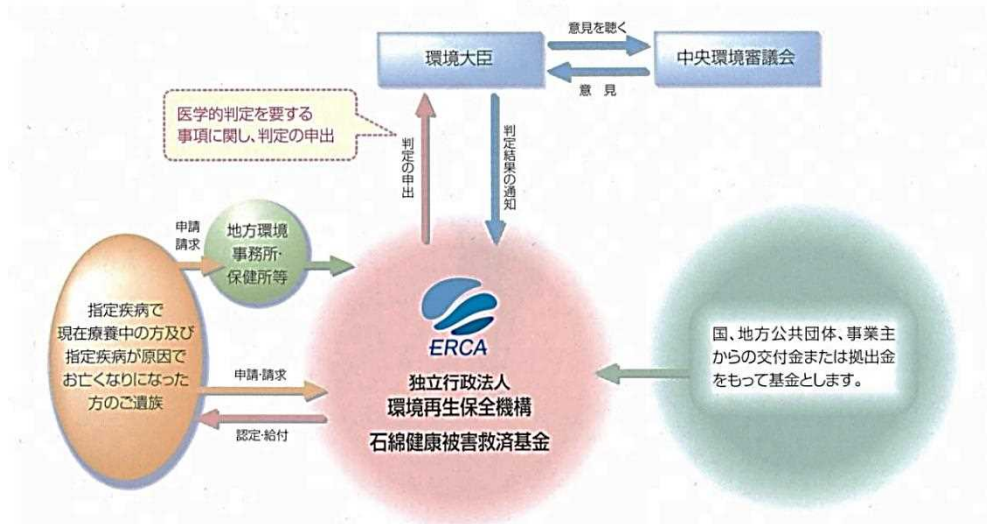 環境大臣
意見を聴く
意 見
中央環境審議会
医学的判定を要する
事項に関し、判定の申出
判定の申出
判定結果の通知
申請
請求
地方環境
事務所・
保健所等
指定疾病で
現在療養中の方及び
指定疾病が原因で
お亡くなりになった
方のご遺族
申請・請求
認定・給付
ERCA
独立行政法人
環境再生保全機構
石綿健康被害救済基金
国、地方公共団体、事業主
からの交付金または拠出金
をもって基金とします。